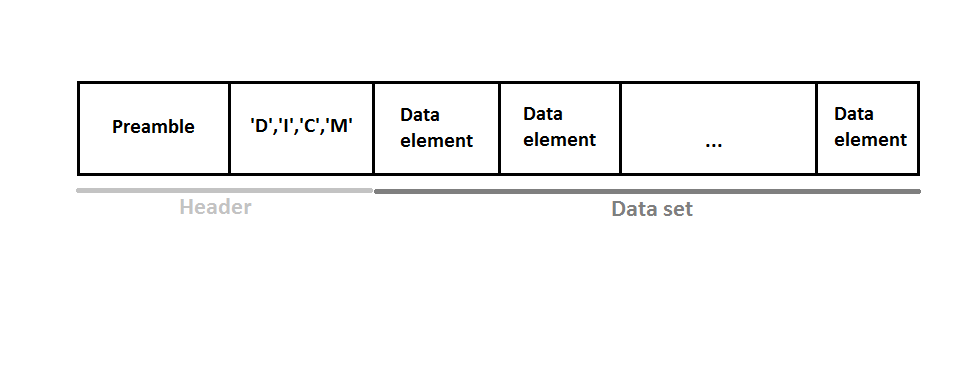 Preamble
'D','I','C','M'
Data
element
Data
element
...
Data
element
Header
Data set